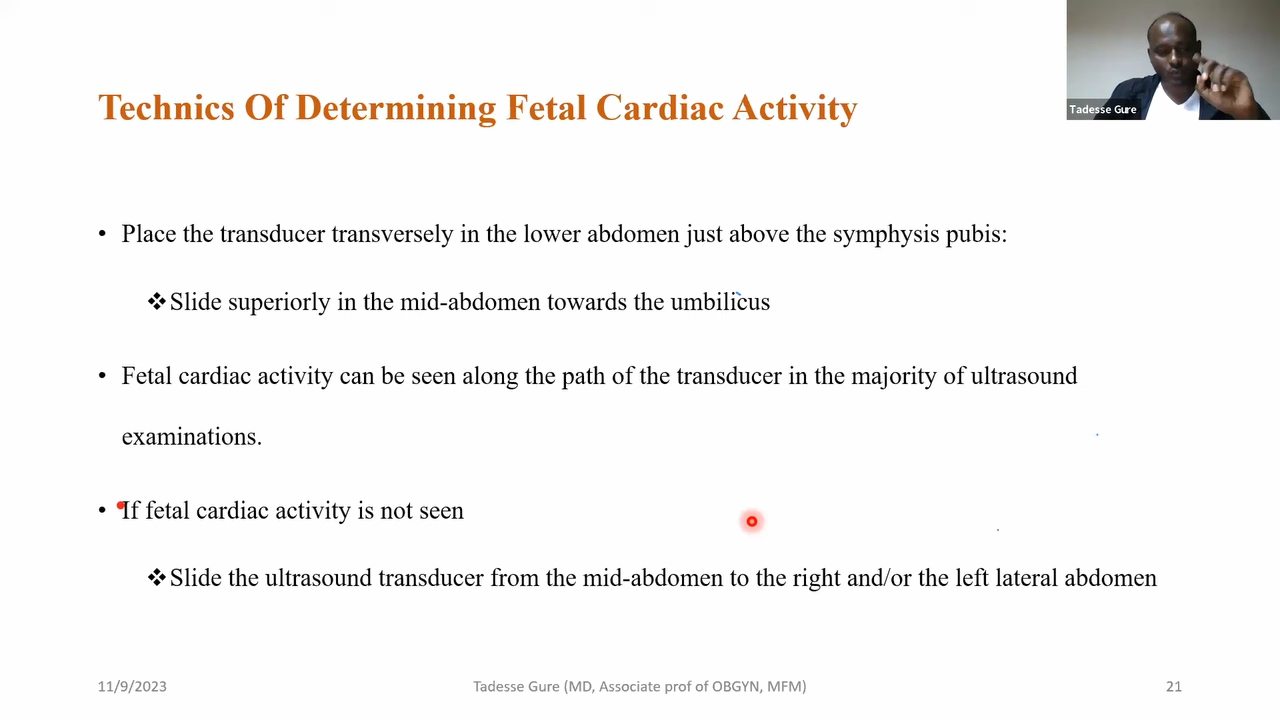 Technics Of Determining Fetal Cardiac Activity
Tadesse Gure
• Place the transducer transversely in the lower abdomen just above the symphysis pubis:
❖Slide superiorly in the mid-abdomen towards the umbilicus
• Fetal cardiac activity can be seen along the path of the transducer in the majority of ultrasound
examinations.
• If fetal cardiac activity is not seen
❖Slide the ultrasound transducer from the mid-abdomen to the right and/or the left lateral abdomen
11/9/2023
Tadesse Gure (MD, Associate prof of OBGYN, MFM)
21